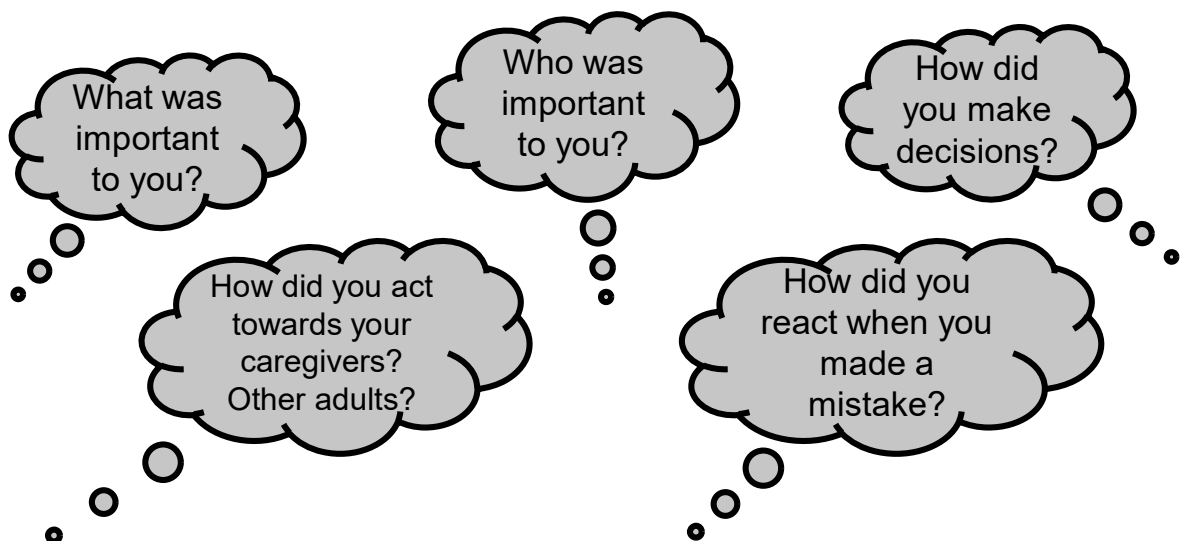 What was
important
to you?
Who was
important
to you?
How did
you make
decisions?
How did you act
towards your
caregivers?
Other adults?
How did you
react when you
made a
mistake?